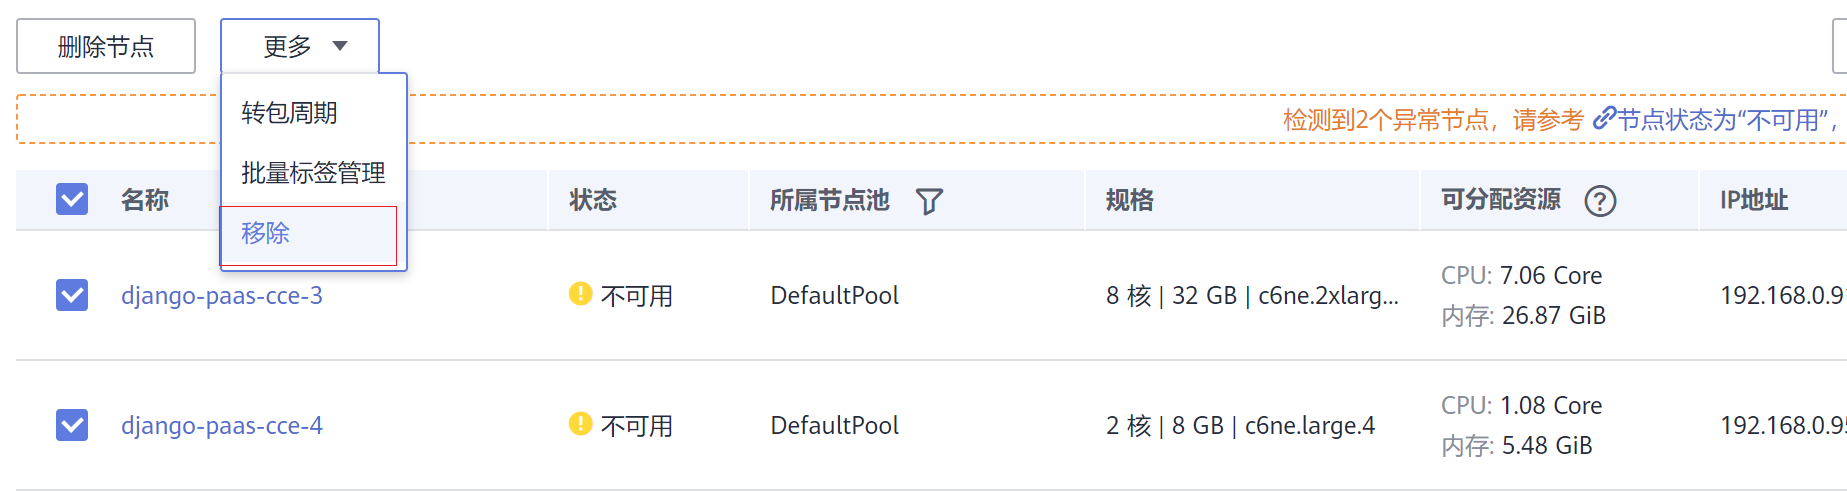 删除节点 更多
转包周期
检测到2个异常节点，请参考 节点状态为“不可用”，
批量标签管理
名称 状态 所属节点池 规格 可分配资源 IP地址
移除
django-paas-cce-3 不可用 DefaultPool 8 核 | 32 GB | c6ne.2xlarg... CPU: 7.06 Core 192.168.0.9
内存: 26.87 GiB
django-paas-cce-4 不可用 DefaultPool 2 核 | 8 GB | c6ne.large.4 CPU: 1.08 Core 192.168.0.9
内存: 5.48 GiB